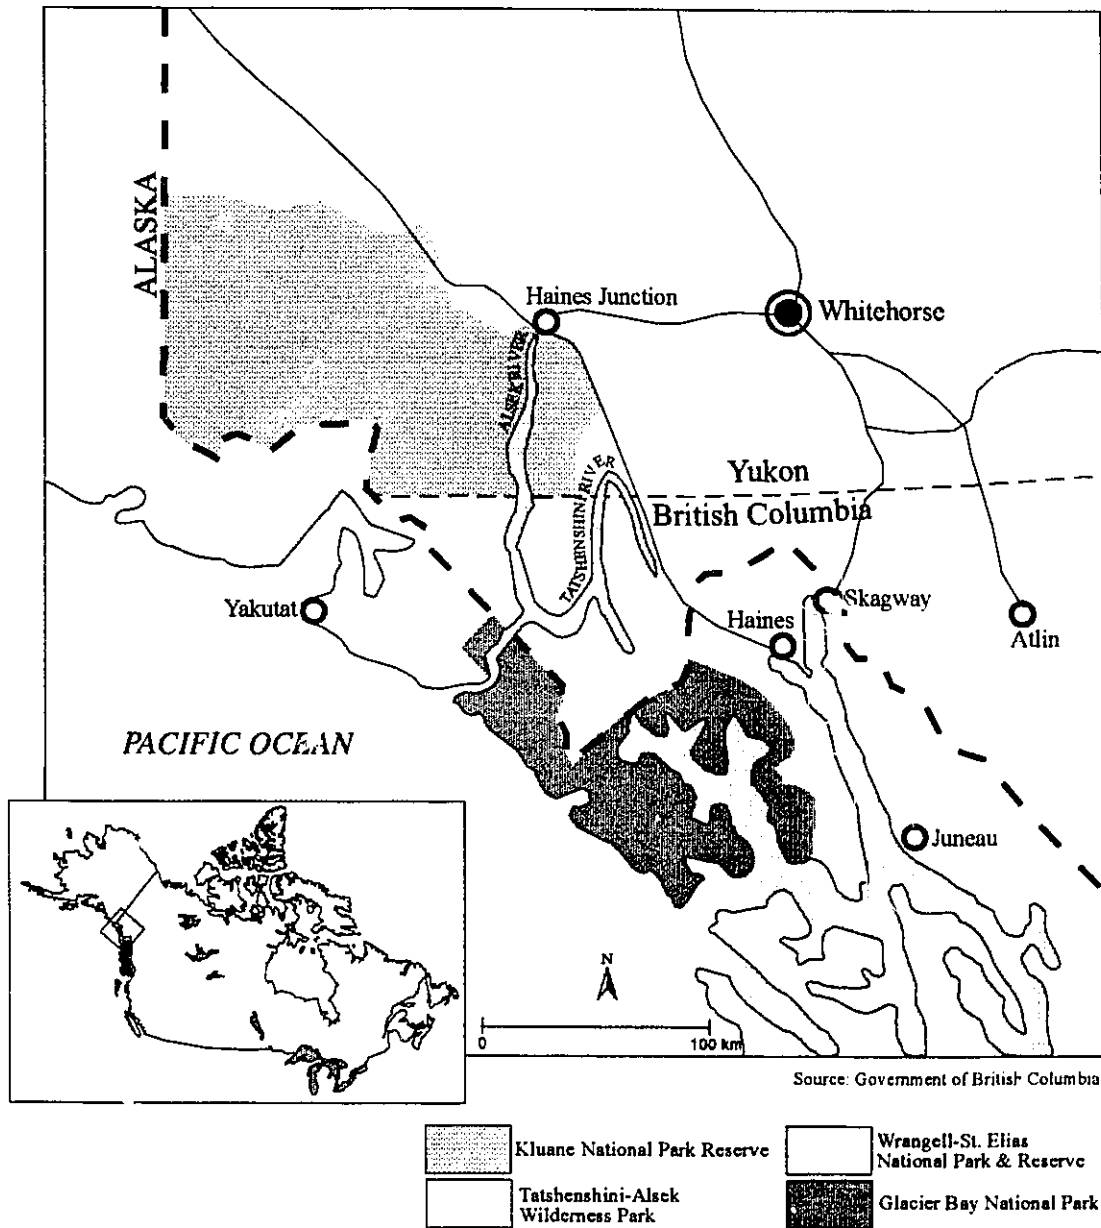 ALASKA
Haines Junction
Whitehorse
ALSEK RIVER
TATSHENSHINI RIVER
Yukon
British Columbia
Yakutat
Haines
Skagway
Atlin
PACIFIC OCEAN
Juneau
N
0 100 km
Source: Government of British Columbia
Kluane National Park Reserve
Wrangell-St. Elias
National Park & Reserve
Tatshenshini-Alsek
Wilderness Park
Glacier Bay National Park